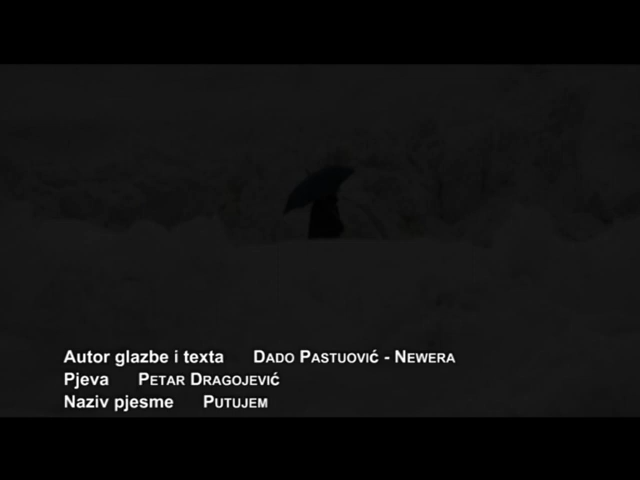 Autor glazbe i texta Dado Pastuović - Newera
Pjeva Petar Dragojević
Naziv pjesme Putujem